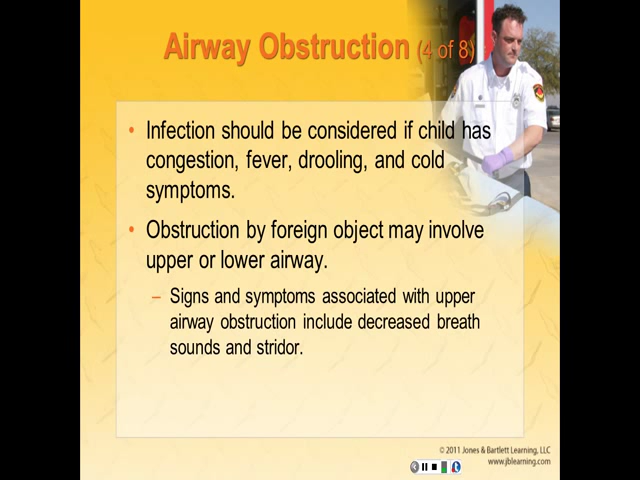 Airway Obstruction (4 of 8)
• Infection should be considered if child has
congestion, fever, drooling, and cold
symptoms.
• Obstruction by foreign object may involve
upper or lower airway.
– Signs and symptoms associated with upper
airway obstruction include decreased breath
sounds and stridor.
© 2011 Jones & Bartlett Learning, LLC
www.jblearning.com